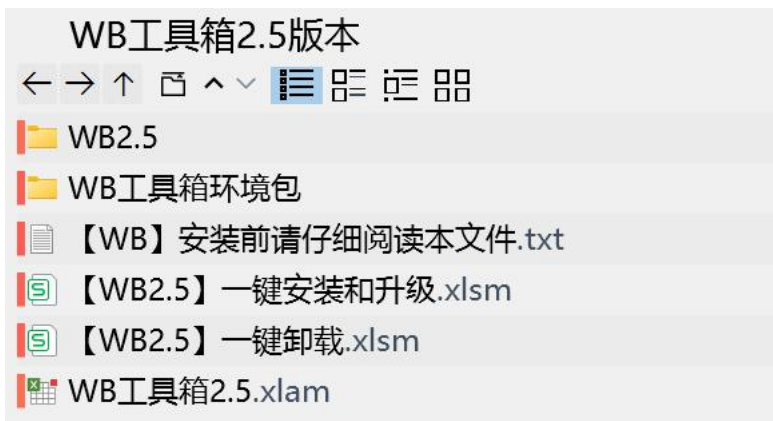 WB工具箱2.5版本
WB2.5
WB工具箱环境包
【WB】安装前请仔细阅读本文件.txt
【WB2.5】一键安装和升级.xlsm
【WB2.5】一键卸载.xlsm
WB工具箱2.5.xlam